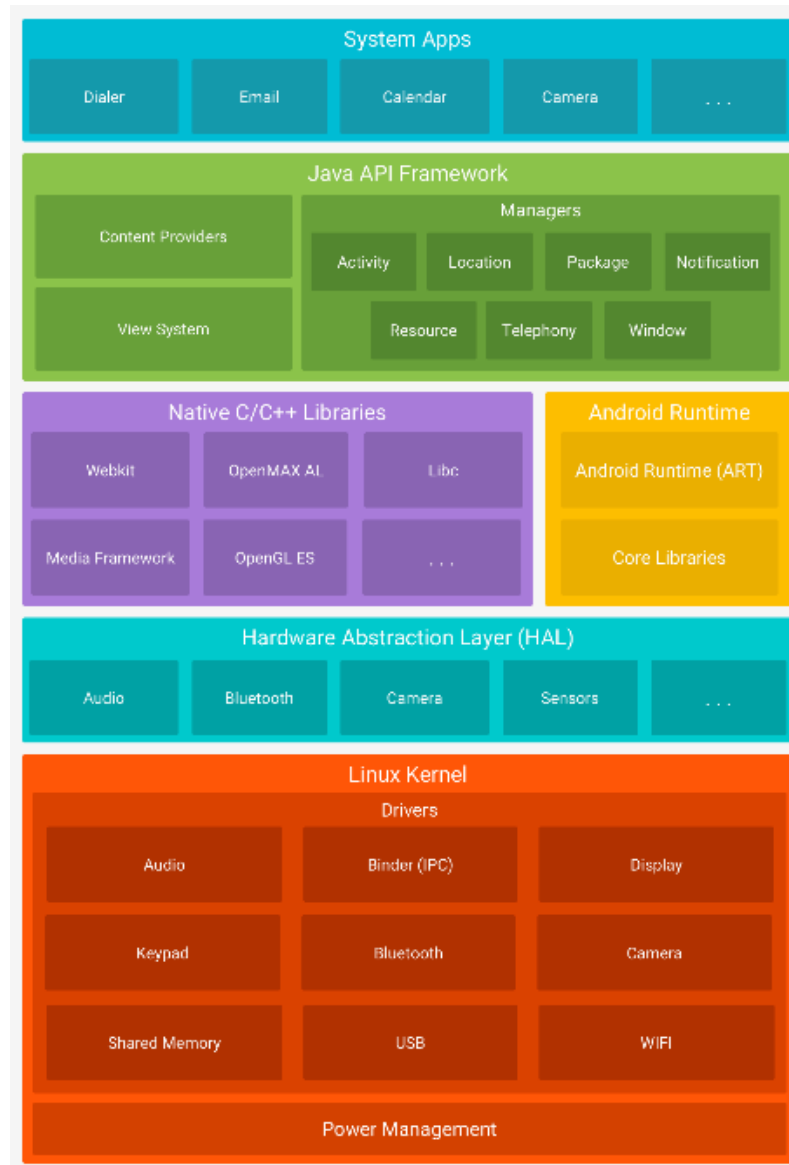 System Apps
Dialer
Email
Calendar
Camera
. . .
Java API Framework
Content Providers
View System
Managers
Activity
Location
Package
Notification
Resource
Telephony
Window
Native C/C++ Libraries
Webkit
OpenMAX AL
Libc
Media Framework
OpenGL ES
. . .
Android Runtime
Android Runtime (ART)
Core Libraries
Hardware Abstraction Layer (HAL)
Audio
Bluetooth
Camera
Sensors
. . .
Linux Kernel
Drivers
Audio
Binder (IPC)
Display
Keypad
Bluetooth
Camera
Shared Memory
USB
WIFI
Power Management